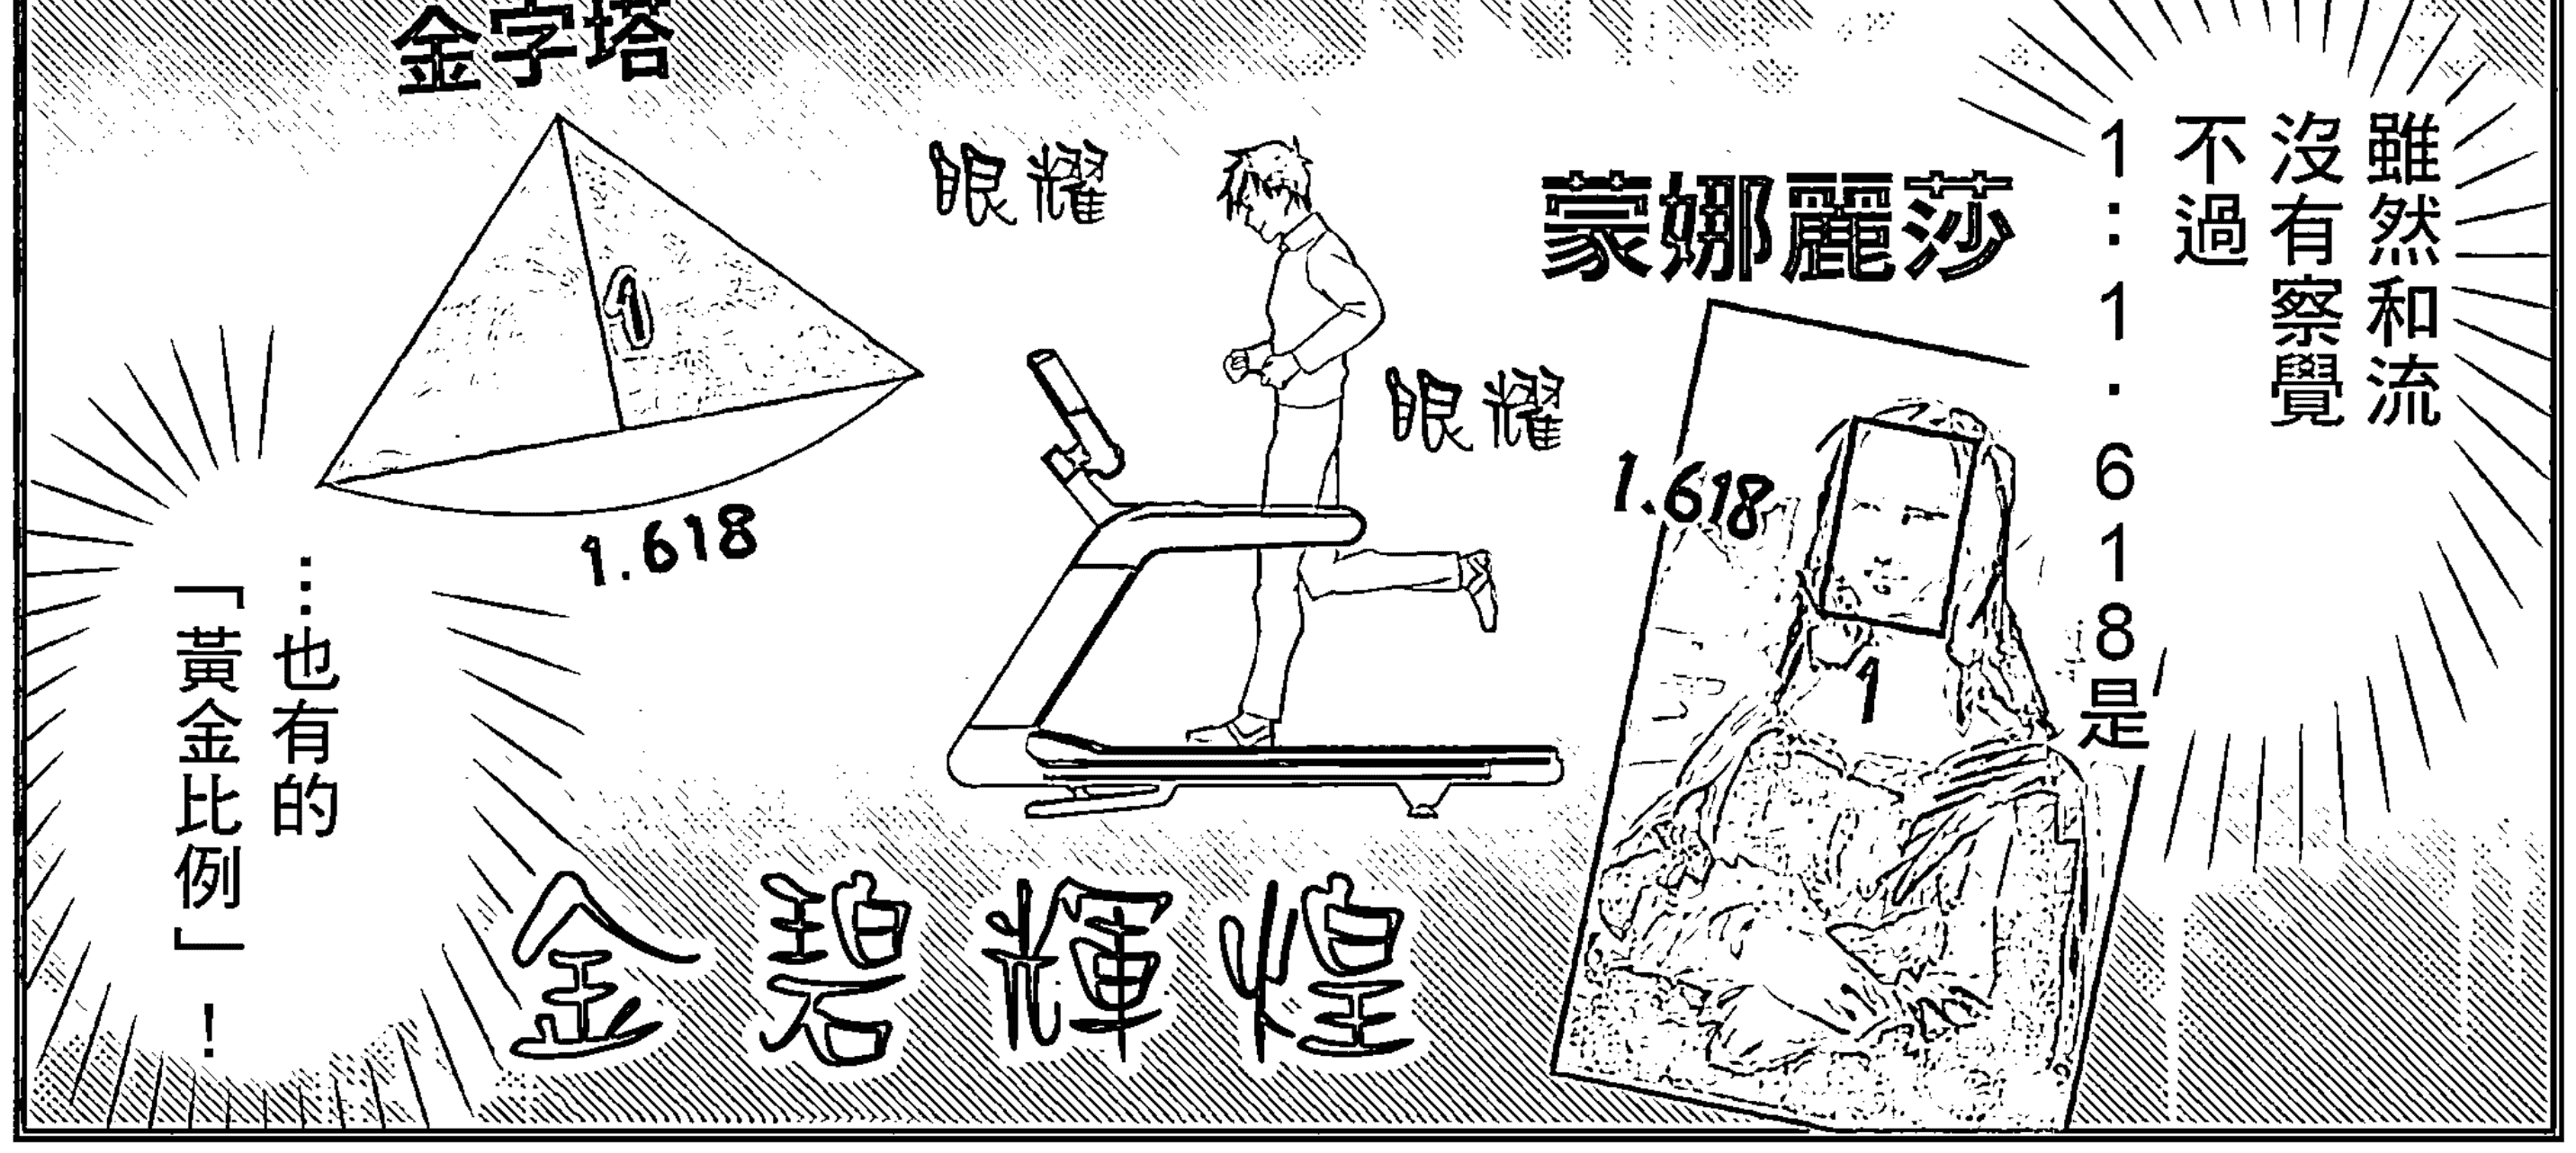 雖然和流
沒有察覺
不過
1:1.618是
蒙娜麗莎
1.618
1
眼耀
眼耀
金字塔
1
1.618
…也有的
「黃金比例」!
金碧輝煌